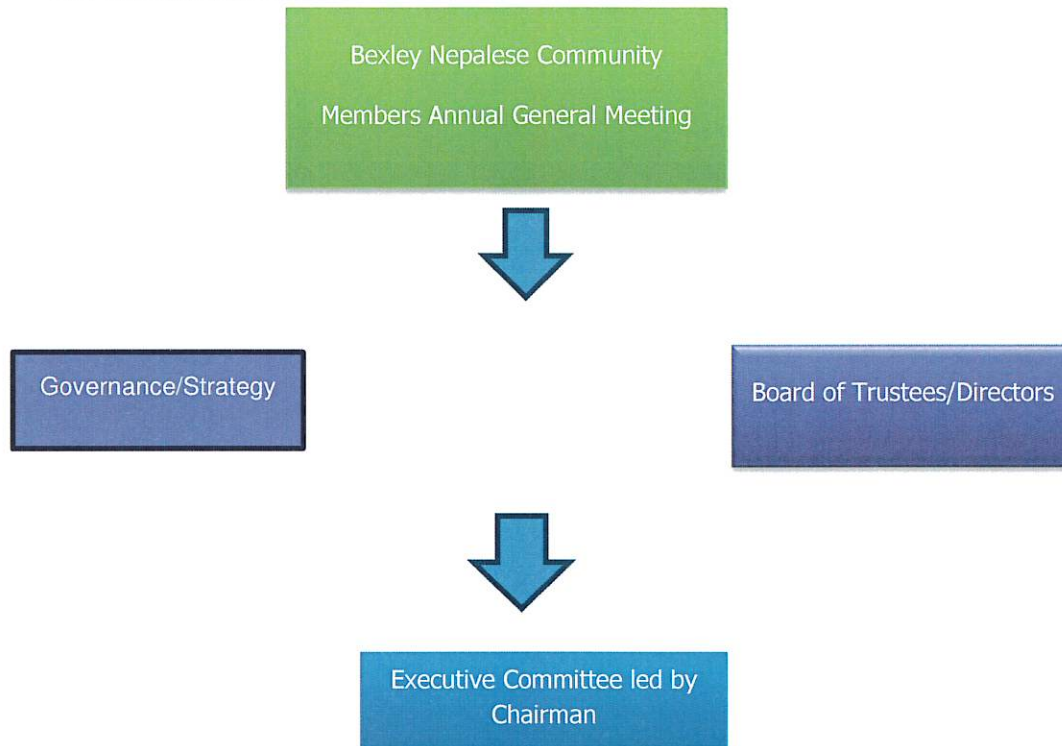 Bexley Nepalese Community
Members Annual General Meeting
Governance/Strategy
Board of Trustees/Directors
Executive Committee led by
Chairman